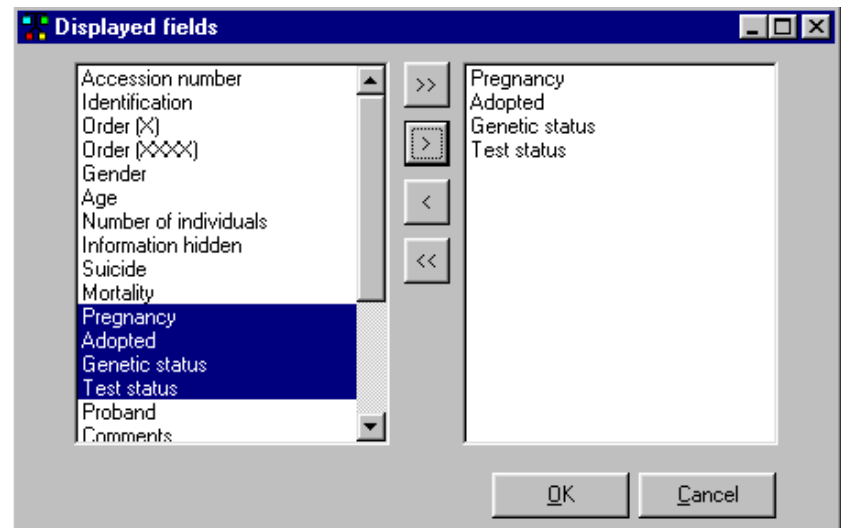 Displayed fields
Accession number
Identification
Order (X)
Order (XXXX)
Gender
Age
Number of individuals
Information hidden
Suicide
Mortality
Pregnancy
Adopted
Genetic status
Test status
Proband
Comments
>>
>
<
<<
Pregnancy
Adopted
Genetic status
Test status
OK
Cancel